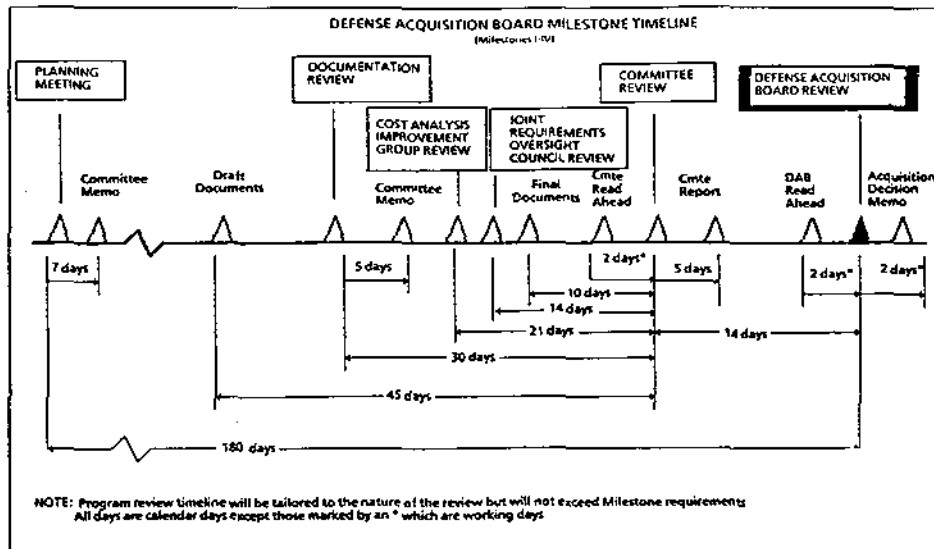 DEFENSE ACQUISITION BOARD MILESTONE TIMELINE
(Milestones I-IV)
PLANNING
MEETING
DOCUMENTATION
REVIEW
COMMITTEE
REVIEW
DEFENSE ACQUISITION
BOARD REVIEW
COST ANALYSIS
IMPROVEMENT
GROUP REVIEW
JOINT
REQUIREMENTS
OVERSIGHT
COUNCIL REVIEW
Committee
Memo
Draft
Documents
Committee
Memo
Final
Documents
Cmte
Read
Ahead
Cmte
Report
DAB
Read
Ahead
Acquisition
Decision
Memo
7 days
5 days
2 days*
5 days
2 days*
2 days*
10 days
14 days
21 days
14 days
30 days
45 days
180 days
NOTE: Program review timeline will be tailored to the nature of the review but will not exceed Milestone requirements
All days are calendar days except those marked by an * which are working days